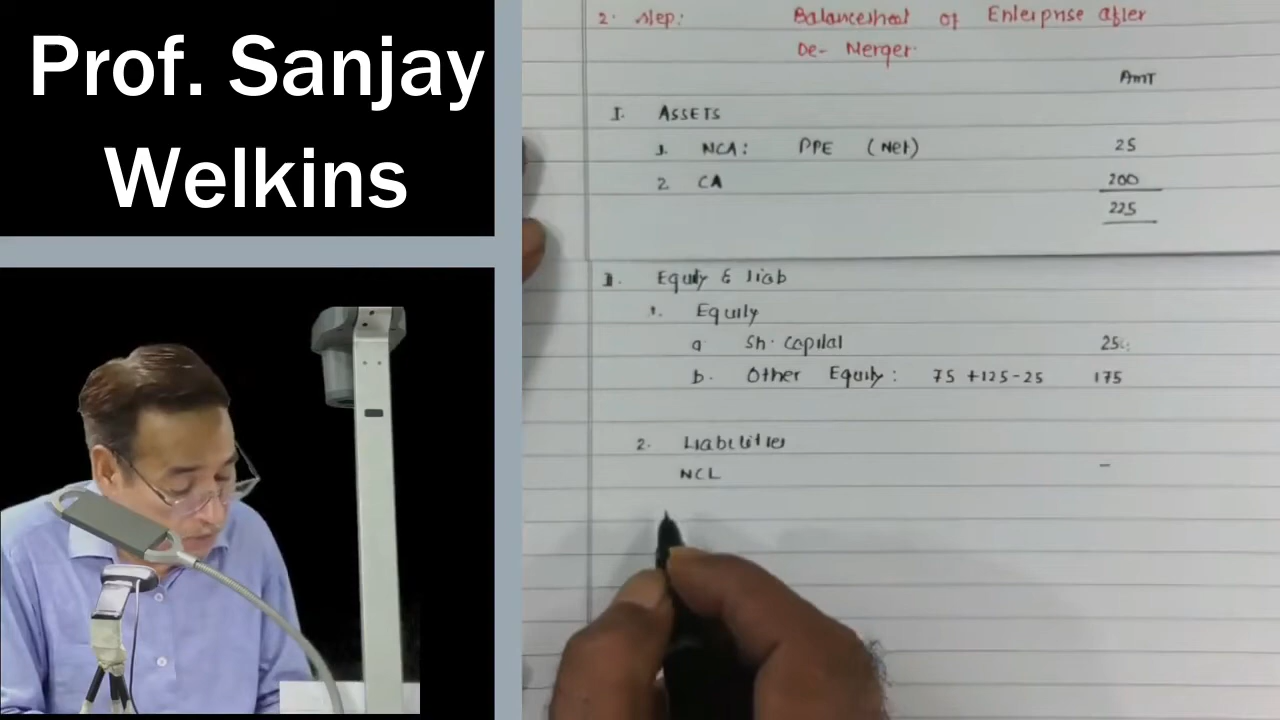 Prof. Sanjay
Welkins
2. step: Balancesheet of Enterprise after
De-Merger.
AMT
I. ASSETS
1. NCA: PPE (Net) 25
2 CA 200
225
II. Equity & liab
1. Equity
a Sh. capital 25
b. Other Equity: 75 +125-25 175
2. Liabilities
NCL -